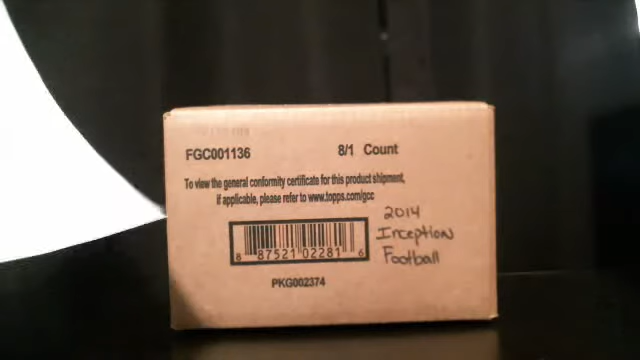 FGC001136
8/1 Count
To view the general conformity certificate for this product shipment,
if applicable, please refer to www.topps.com/gcc
8 87521 02281 6
PKG002374
2014
Inception
Football